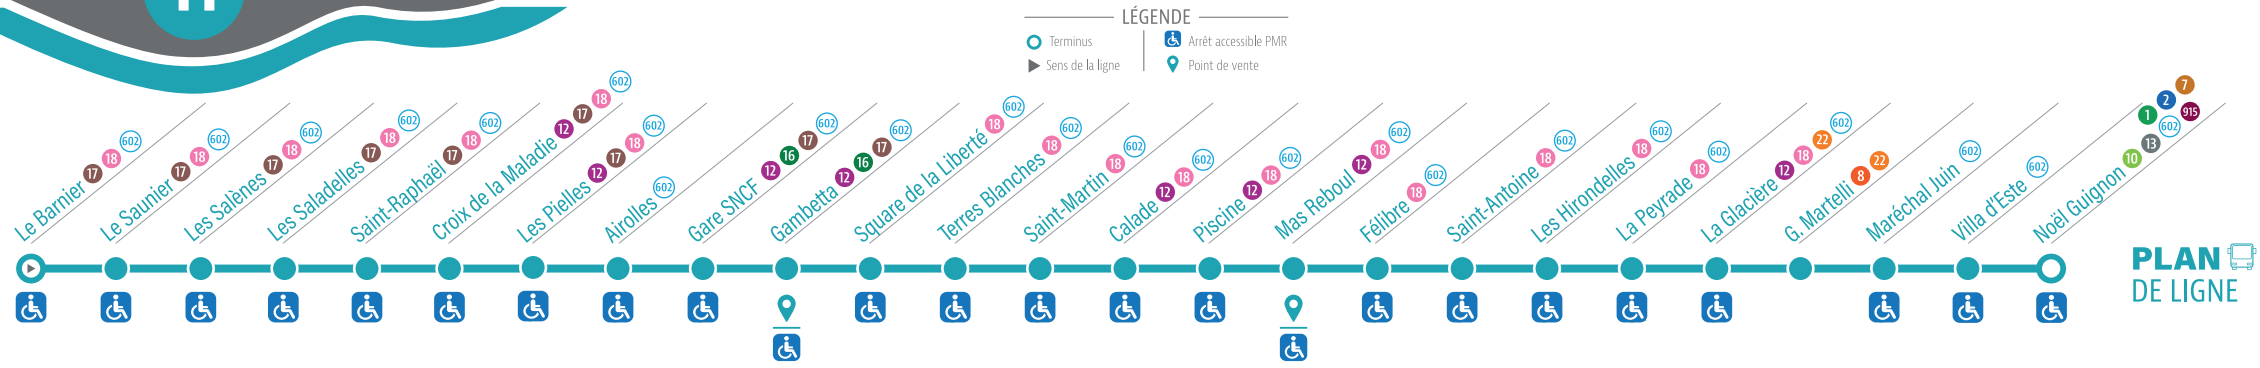 LÉGENDE
Terminus
Arrêt accessible PMR
Sens de la ligne
Point de vente
Le Barnier 17 18 602
Le Saunier 17 18 602
Les Salènes 17 18 602
Les Saladelles 17 18 602
Saint-Raphaël 17 18 602
Croix de la Maladie 12 17 18 602
Les Pielles 12 17 18 602
Airolles 602
Gare SNCF 12 16 17 602
Gambetta 12 16 17 602
Square de la Liberté 18 602
Terres Blanches 18 602
Saint-Martin 18 602
Calade 12 18 602
Piscine 12 18 602
Mas Reboul 12 18 602
Félibre 18 602
Saint-Antoine 18 602
Les Hirondelles 18 602
La Peyrade 18 602
La Glacière 12 18 22 602
G. Martelli 8 22
Maréchal Juin 602
Villa d'Este 602
Noël Guignon 10 13 1 602 2 915 7
PLAN
DE LIGNE